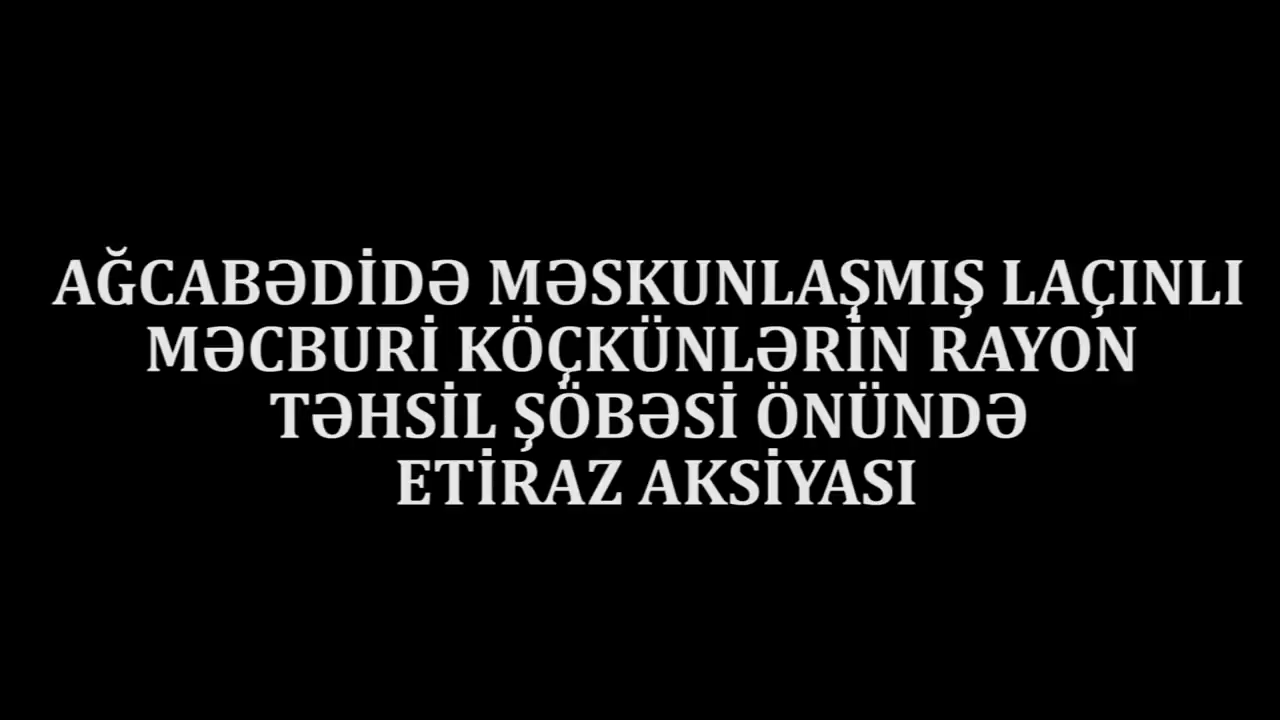 AĞCABƏDİDƏ MƏSKUNLAŞMIŞ LAÇINLI
MƏCBURİ KÖÇKÜNLƏRİN RAYON
TƏHSİL ŞÖBƏSİ ÖNÜNDƏ
ETİRAZ AKSİYASI